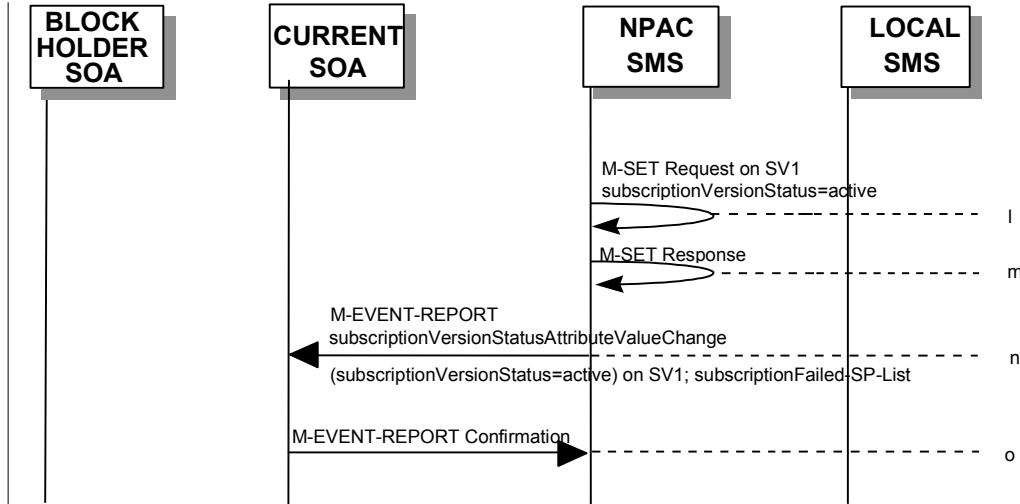 BLOCK
HOLDER
SOA
CURRENT
SOA
NPAC
SMS
LOCAL
SMS
M-SET Request on SV1
subscriptionVersionStatus=active
l
M-SET Response
m
M-EVENT-REPORT
subscriptionVersionStatusAttributeValueChange
n
(subscriptionVersionStatus=active) on SV1; subscriptionFailed-SP-List
M-EVENT-REPORT Confirmation
o